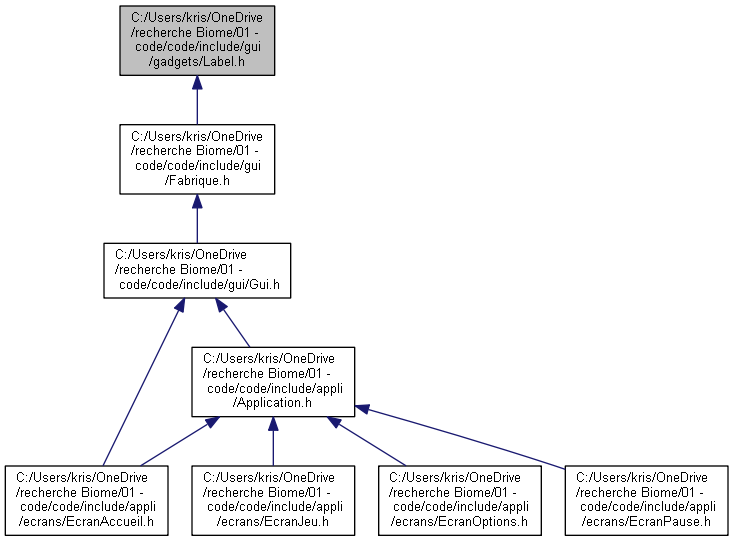 C:/Users/kris/OneDrive
/recherche Biome/01 -
code/code/include/gui
/gadgets/Label.h
C:/Users/kris/OneDrive
/recherche Biome/01 -
code/code/include/gui
/Fabrique.h
C:/Users/kris/OneDrive
/recherche Biome/01 -
code/code/include/gui/Gui.h
C:/Users/kris/OneDrive
/recherche Biome/01 -
code/code/include/appli
/Application.h
C:/Users/kris/OneDrive
/recherche Biome/01 -
code/code/include/appli
/ecrans/EcranAccueil.h
C:/Users/kris/OneDrive
/recherche Biome/01 -
code/code/include/appli
/ecrans/EcranJeu.h
C:/Users/kris/OneDrive
/recherche Biome/01 -
code/code/include/appli
/ecrans/EcranOptions.h
C:/Users/kris/OneDrive
/recherche Biome/01 -
code/code/include/appli
/ecrans/EcranPause.h